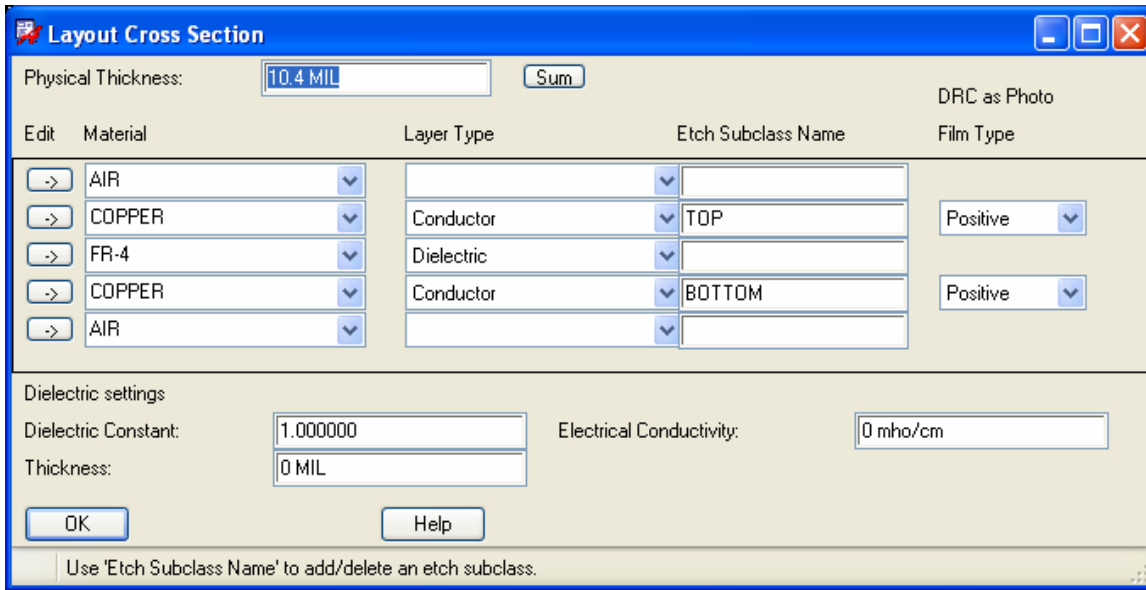 Layout Cross Section
Physical Thickness: 10.4 MIL Sum
DRC as Photo
Edit Material Layer Type Etch Subclass Name Film Type
-> AIR
-> COPPER Conductor TOP Positive
-> FR-4 Dielectric
-> COPPER Conductor BOTTOM Positive
-> AIR
Dielectric settings
Dielectric Constant: 1.000000 Electrical Conductivity: 0 mho/cm
Thickness: 0 MIL
OK Help
Use 'Etch Subclass Name' to add/delete an etch subclass.